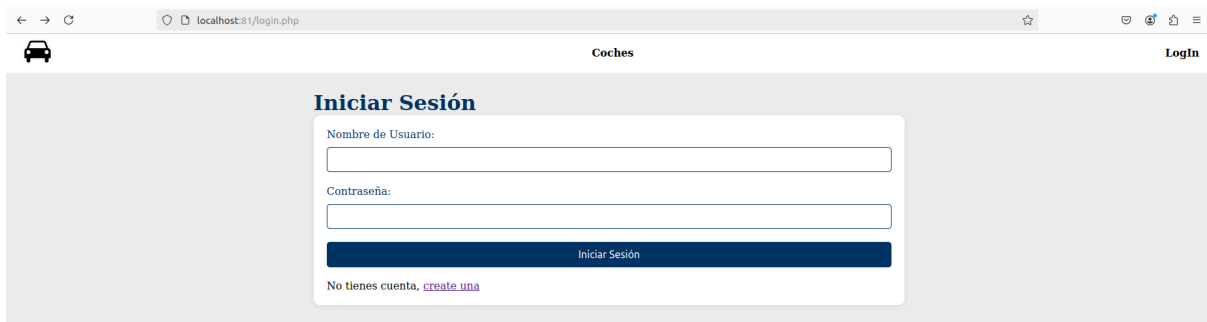 localhost:81/login.php
Coches LogIn
Iniciar Sesión
Nombre de Usuario:
Contraseña:
Iniciar Sesión
No tienes cuenta, create una